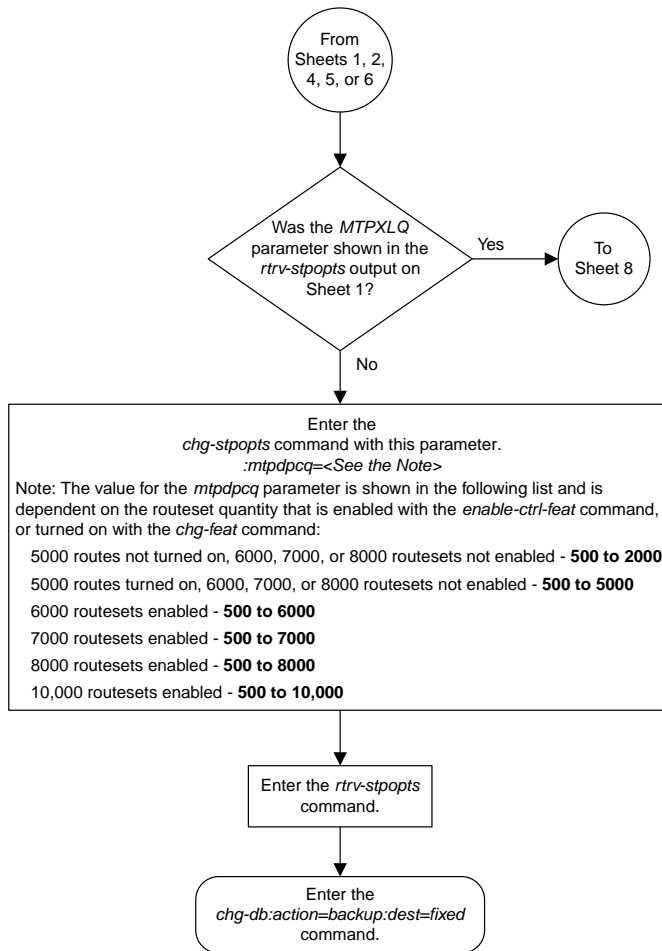 From
Sheets 1, 2,
4, 5, or 6
Was the MTPXLQ
parameter shown in the
rtrv-stpopts output on
Sheet 1?
Yes
To
Sheet 8
No
Enter the
chg-stpopts command with this parameter.
:mtpdpcq=<See the Note>
Note: The value for the mtpdpcq parameter is shown in the following list and is
dependent on the routeset quantity that is enabled with the enable-ctrl-feat command,
or turned on with the chg-feat command:
5000 routes not turned on, 6000, 7000, or 8000 routesets not enabled - 500 to 2000
5000 routes turned on, 6000, 7000, or 8000 routesets not enabled - 500 to 5000
6000 routesets enabled - 500 to 6000
7000 routesets enabled - 500 to 7000
8000 routesets enabled - 500 to 8000
10,000 routesets enabled - 500 to 10,000
Enter the rtrv-stpopts
command.
Enter the
chg-db:action=backup:dest=fixed
command.